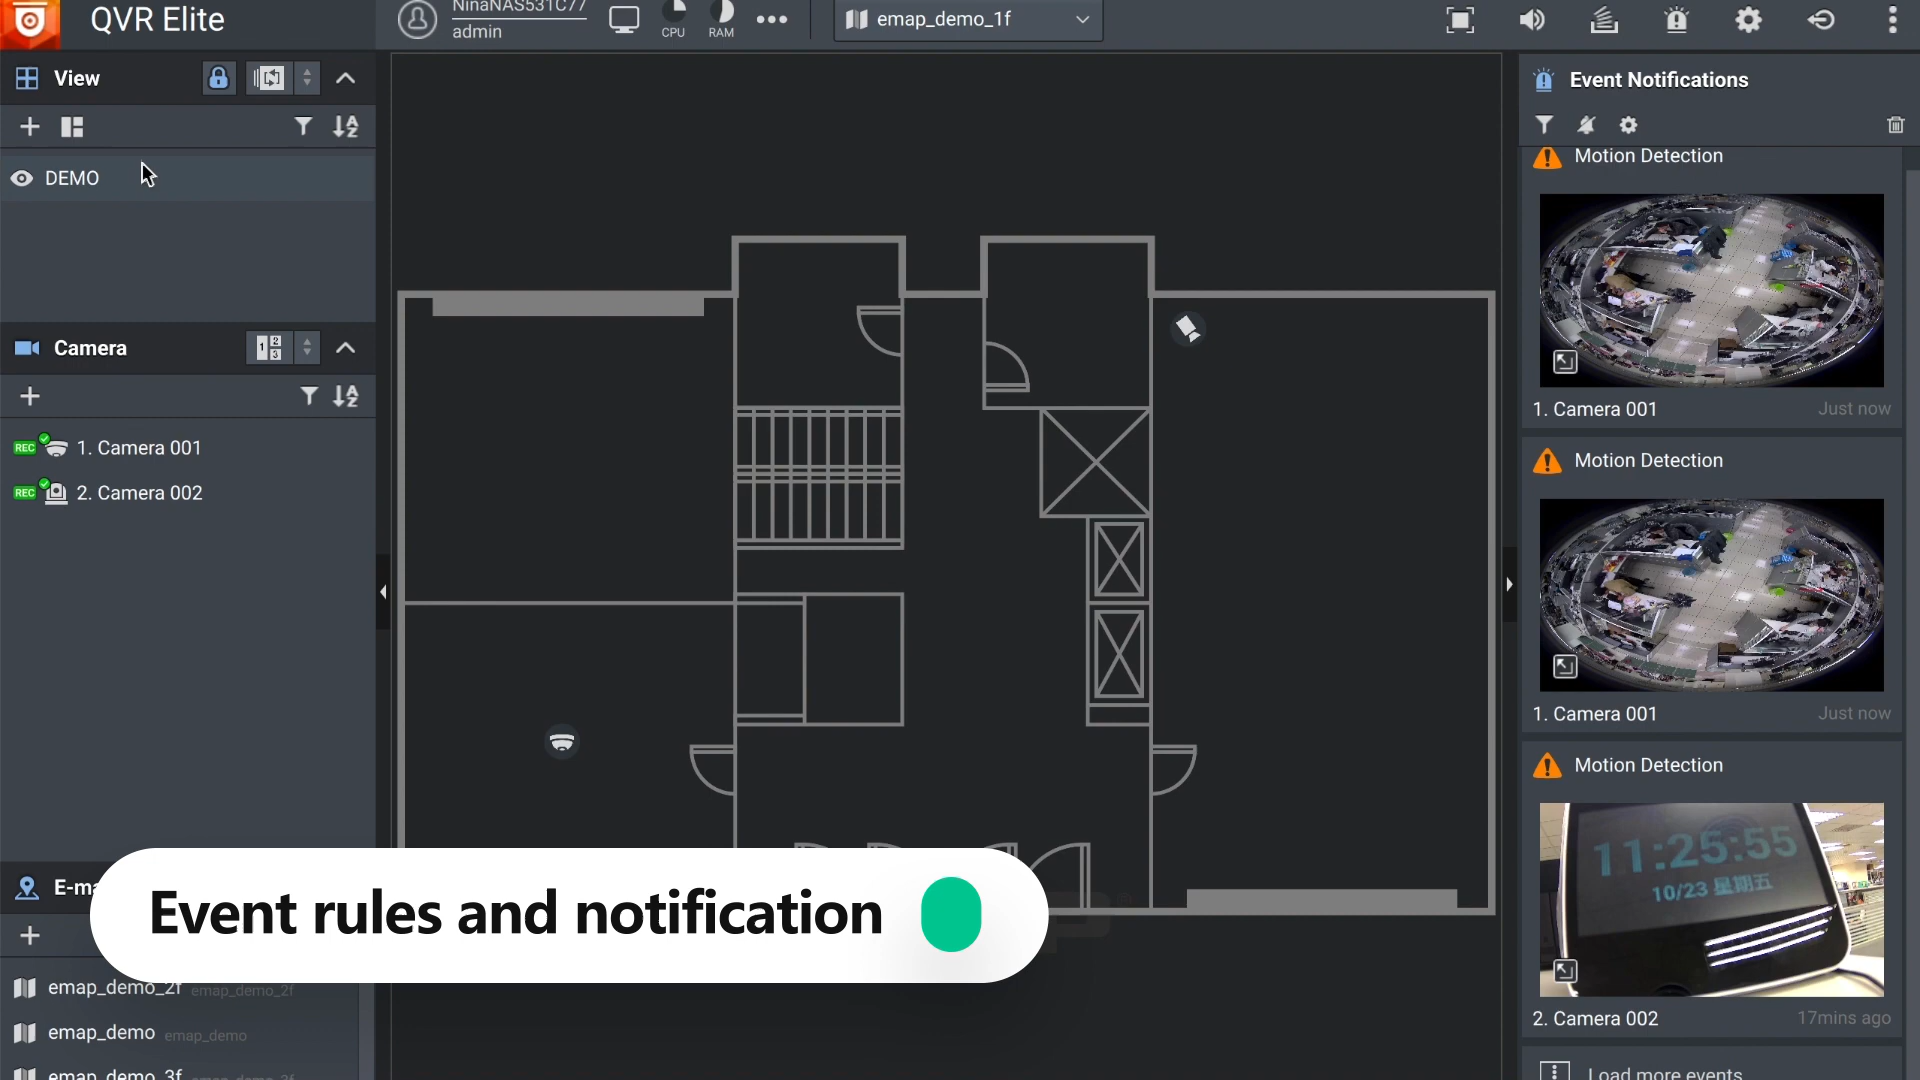 QVR Elite
NinaNAS531C77
admin
CPU
RAM
emap_demo_1f
View
DEMO
Camera
REC 1. Camera 001
REC 2. Camera 002
E-ma
emap_demo_2f emap_demo_2f
emap_demo emap_demo
emap_demo_3f emap_demo_3f
Event rules and notification
Event Notifications
Motion Detection
1. Camera 001 Just now
Motion Detection
1. Camera 001 Just now
Motion Detection
11:25:55
10/23 星期五
2. Camera 002 17mins ago
Load more events